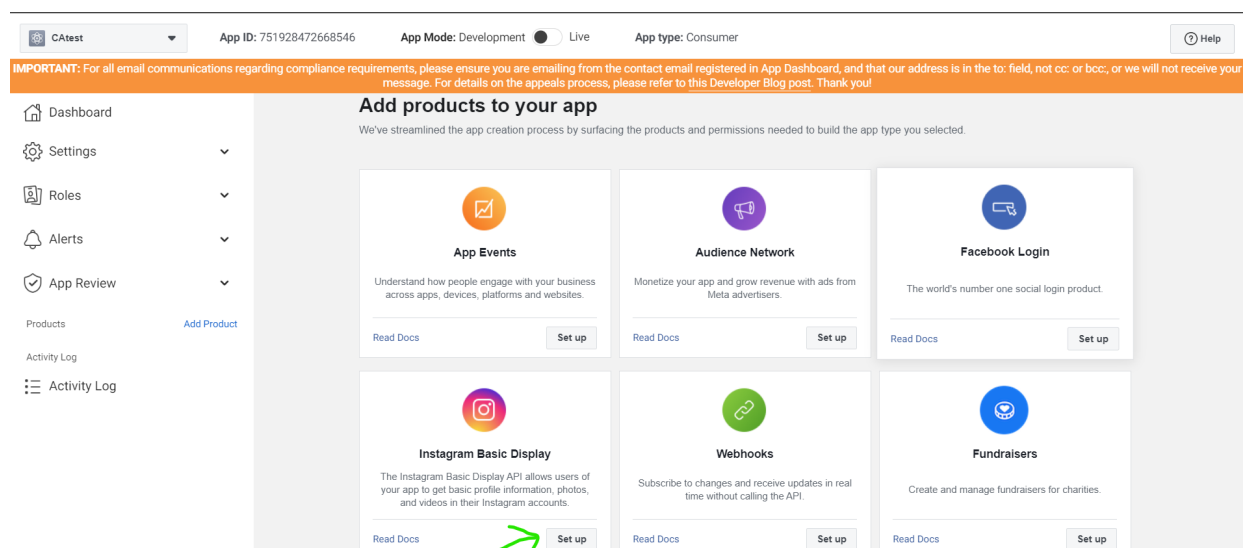 CAtest
App ID: 751928472668546
App Mode: Development
Live
App type: Consumer
Help
IMPORTANT: For all email communications regarding compliance requirements, please ensure you are emailing from the contact email registered in App Dashboard, and that our address is in the to: field, not cc: or bcc:, or we will not receive your
message. For details on the appeals process, please refer to this Developer Blog post. Thank you!
Dashboard
Settings
Roles
Alerts
App Review
Products
Add Product
Activity Log
Activity Log
Add products to your app
We've streamlined the app creation process by surfacing the products and permissions needed to build the app type you selected.
App Events
Understand how people engage with your business
across apps, devices, platforms and websites.
Read Docs
Set up
Audience Network
Monetize your app and grow revenue with ads from
Meta advertisers.
Read Docs
Set up
Facebook Login
The world's number one social login product.
Read Docs
Set up
Instagram Basic Display
The Instagram Basic Display API allows users of
your app to get basic profile information, photos,
and videos in their Instagram accounts.
Read Docs
Set up
Webhooks
Subscribe to changes and receive updates in real
time without calling the API.
Read Docs
Set up
Fundraisers
Create and manage fundraisers for charities.
Read Docs
Set up